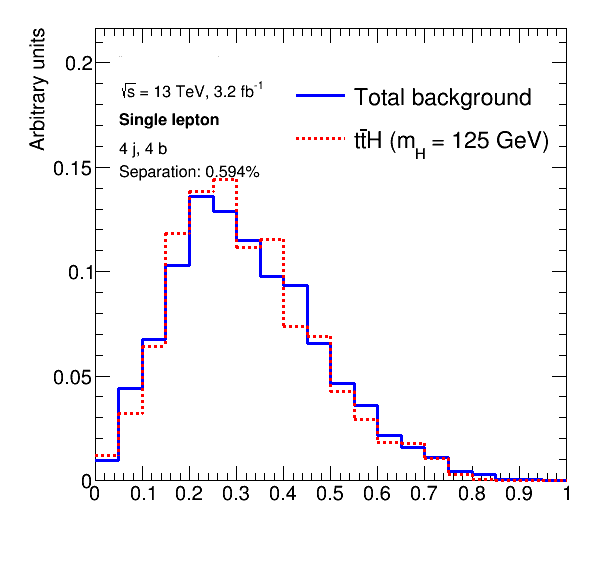 Arbitrary units
0.2
0.15
0.1
0.05
0
√s = 13 TeV, 3.2 fb⁻¹
Single lepton
4 j, 4 b
Separation: 0.594%
Total background
tt̄H (m_H = 125 GeV)
0 0.1 0.2 0.3 0.4 0.5 0.6 0.7 0.8 0.9 1